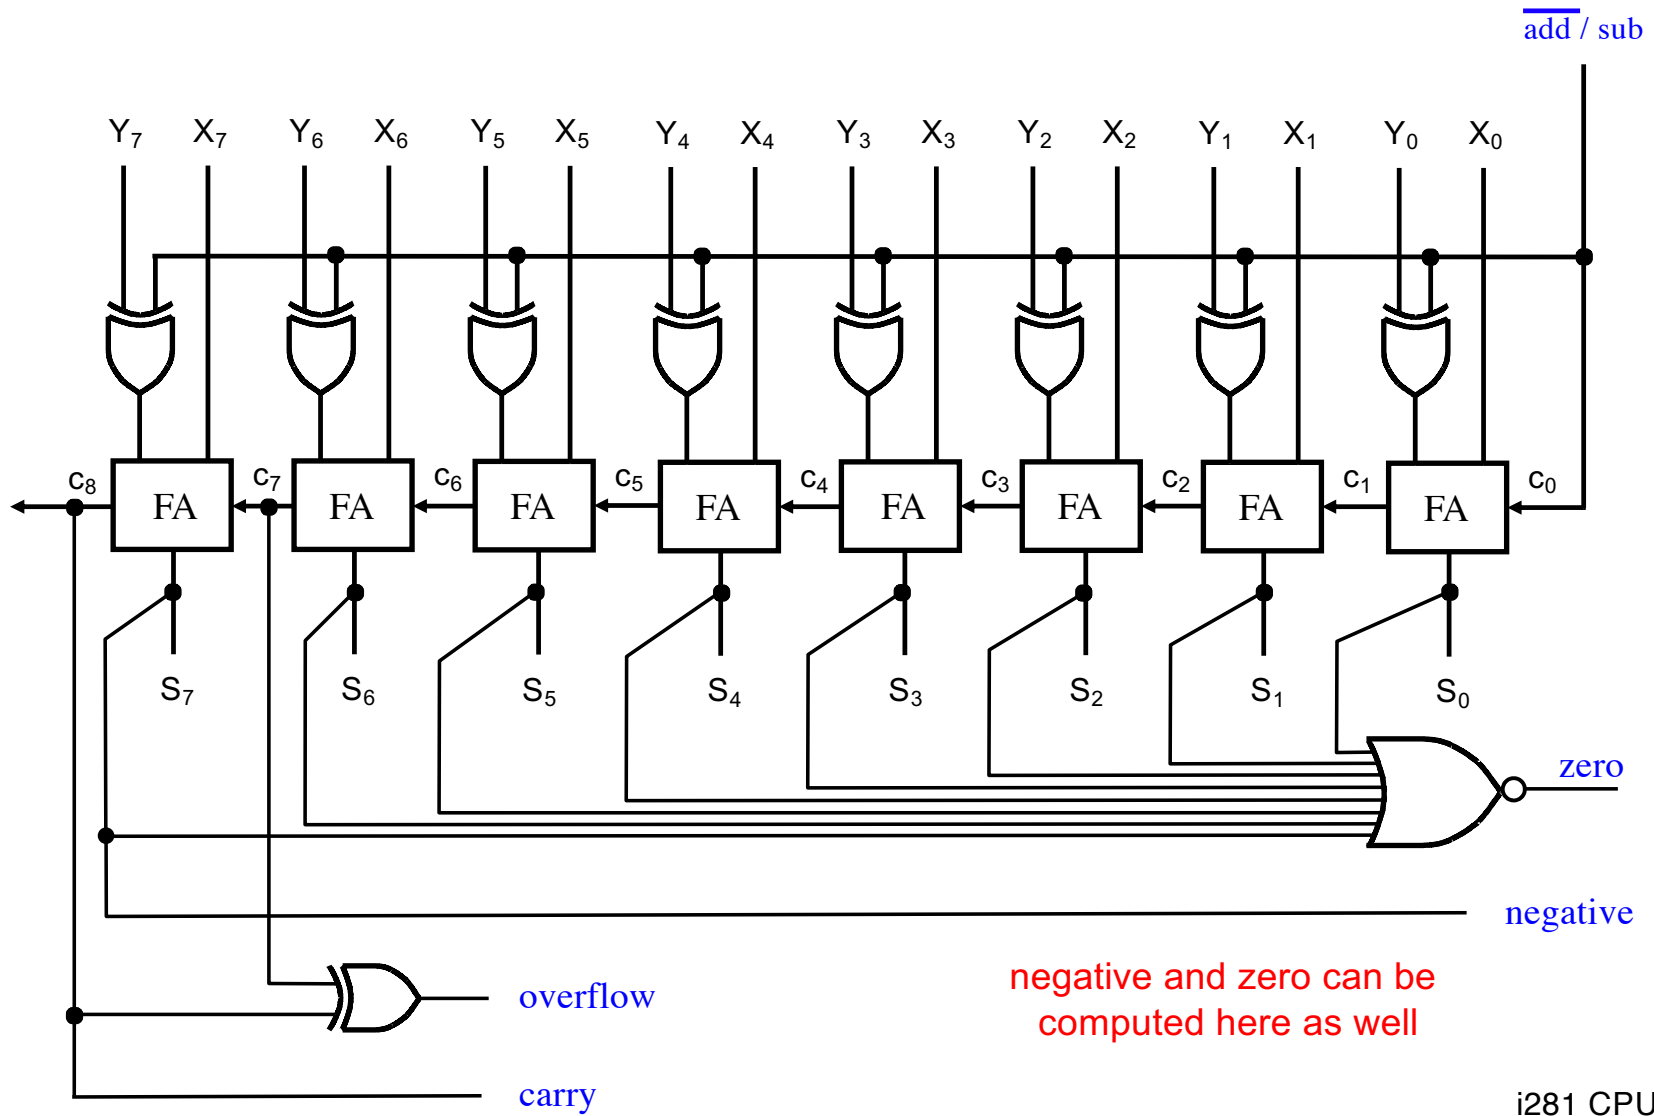 add / sub
Y7 X7 Y6 X6 Y5 X5 Y4 X4 Y3 X3 Y2 X2 Y1 X1 Y0 X0
c8 FA c7 FA c6 FA c5 FA c4 FA c3 FA c2 FA c1 FA c0
S7 S6 S5 S4 S3 S2 S1 S0
zero
negative
negative and zero can be
computed here as well
overflow
carry
i281 CPU